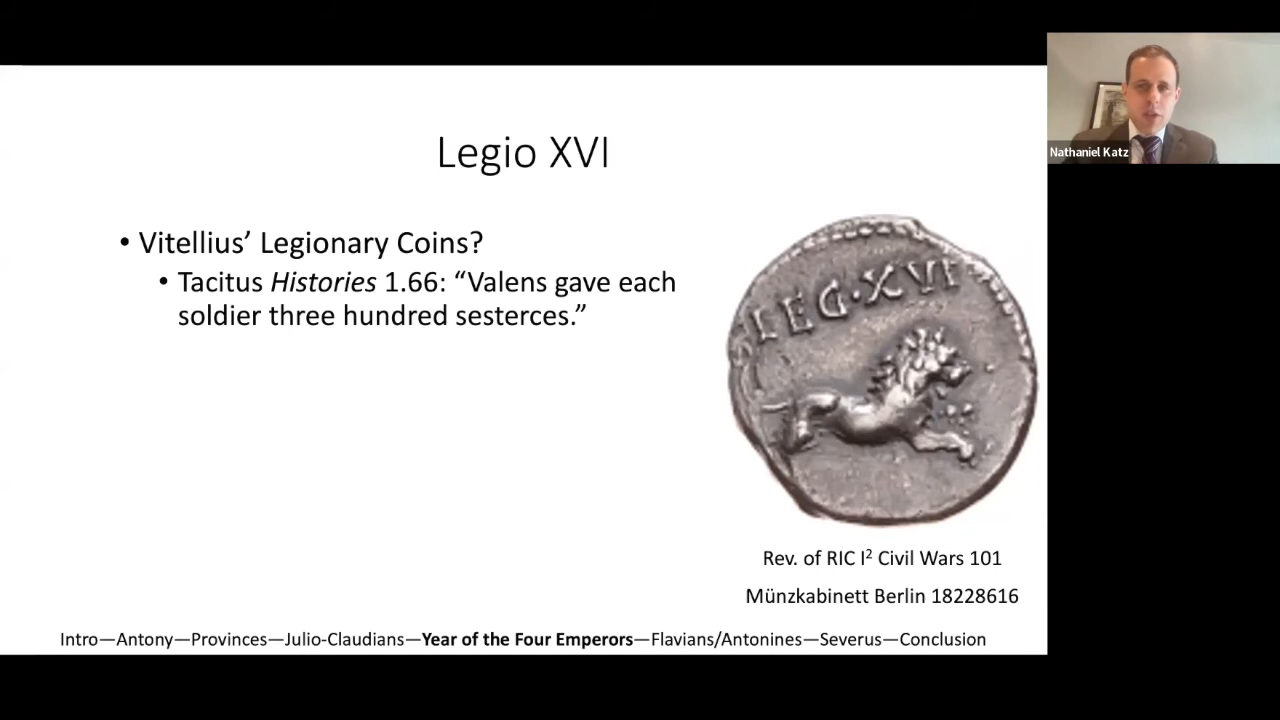 Legio XVI
• Vitellius’ Legionary Coins?
• Tacitus Histories 1.66: “Valens gave each
soldier three hundred sesterces.”
LEG·XVI
Rev. of RIC I² Civil Wars 101
Münzkabinett Berlin 18228616
Intro—Antony—Provinces—Julio-Claudians—Year of the Four Emperors—Flavians/Antonines—Severus—Conclusion
Nathaniel Katz